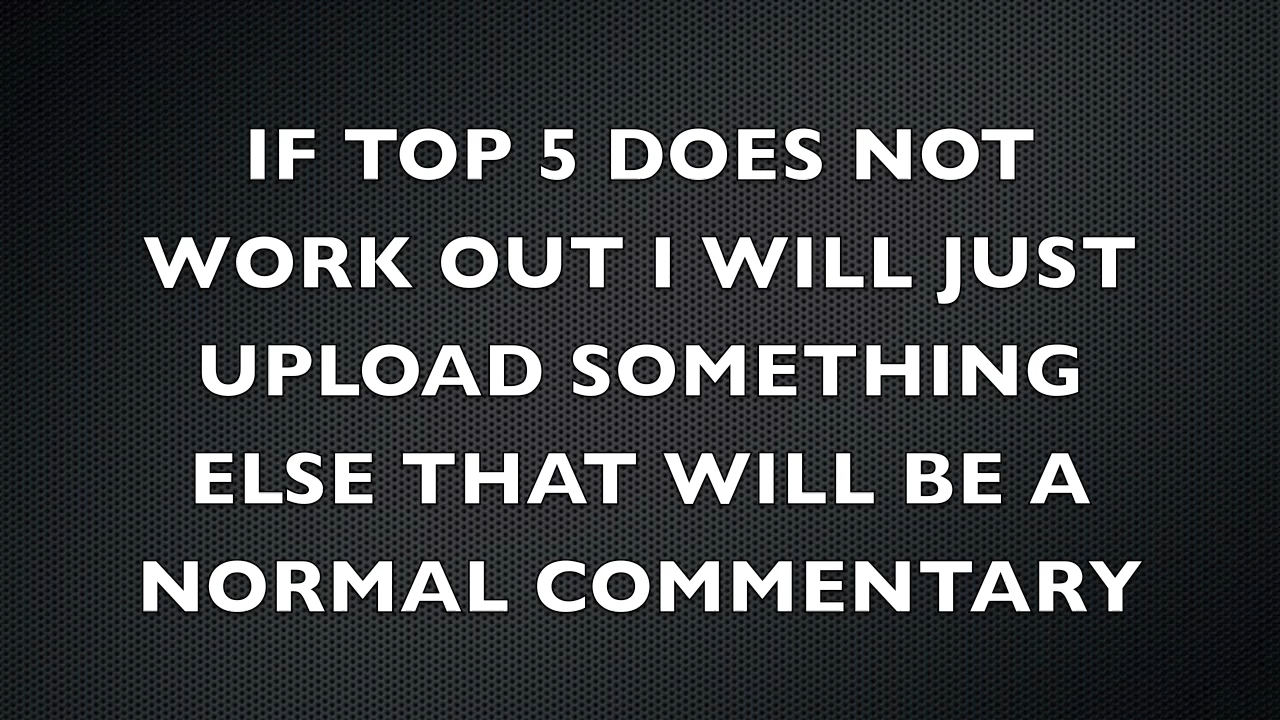 IF TOP 5 DOES NOT
WORK OUT I WILL JUST
UPLOAD SOMETHING
ELSE THAT WILL BE A
NORMAL COMMENTARY